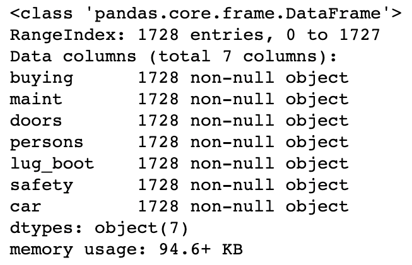 <class 'pandas.core.frame.DataFrame'>
RangeIndex: 1728 entries, 0 to 1727
Data columns (total 7 columns):
buying      1728 non-null object
maint       1728 non-null object
doors       1728 non-null object
persons     1728 non-null object
lug_boot    1728 non-null object
safety      1728 non-null object
car         1728 non-null object
dtypes: object(7)
memory usage: 94.6+ KB